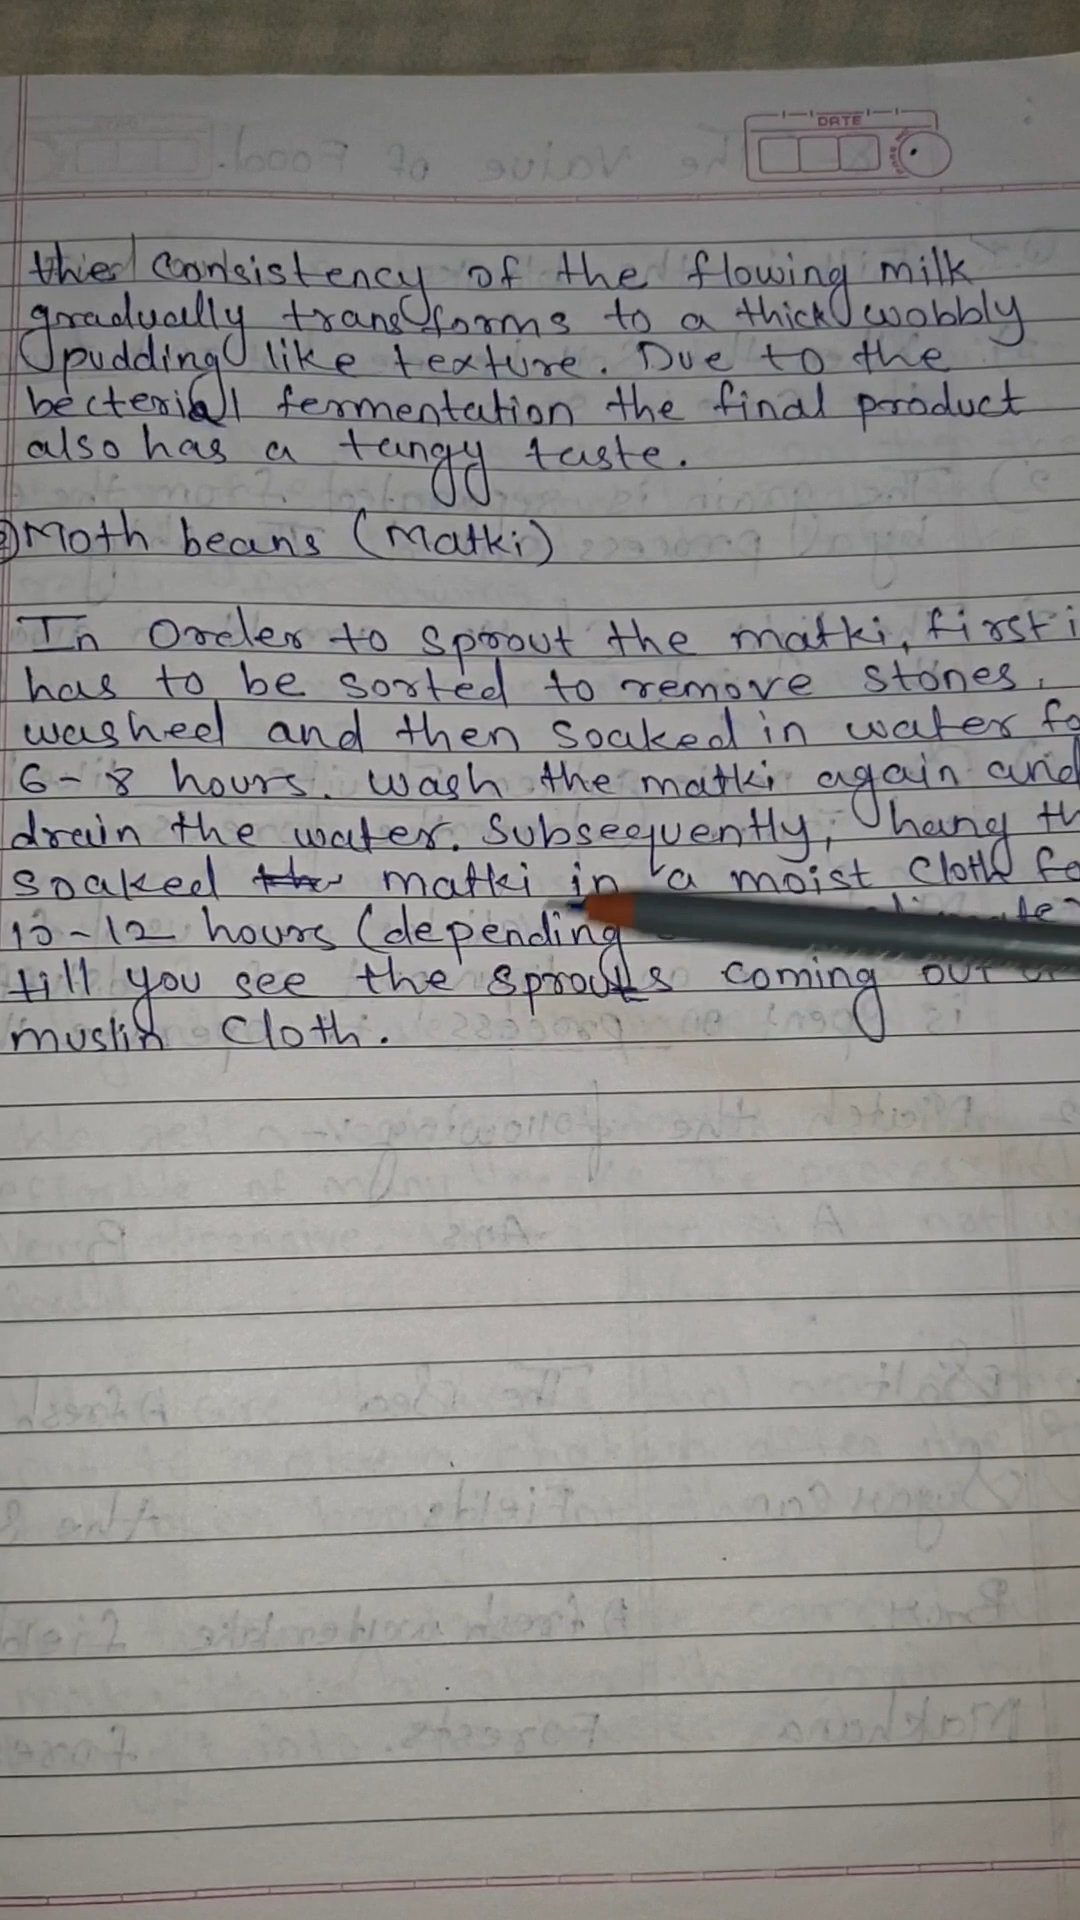 DATE
The Value of Food.
the consistency of the flowing milk
gradually transforms to a thick wobbly
pudding like texture. Due to the
becterial fermentation the final product
also has a tangy taste.
Moth beans (Matki)
In Order to sprout the matki, first i
has to be sorted to remove stones,
washed and then soaked in water fo
6-8 hours. wash the matki again and
drain the water. Subsequently, hang th
soaked matki in a moist cloth fo
10-12 hours (depending
till you see the sprouts coming out
muslin cloth.